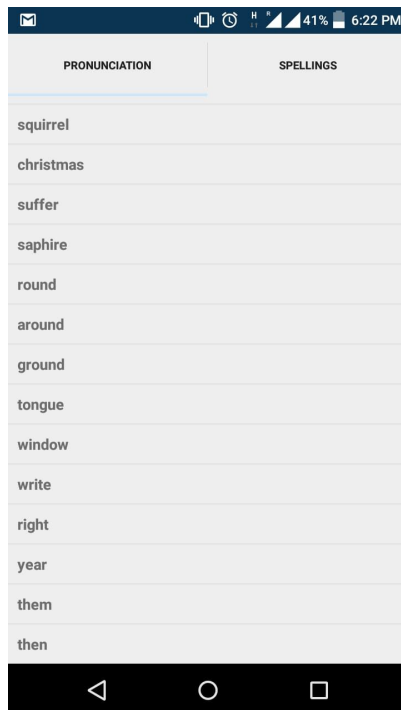 H R 41% 6:22 PM
PRONUNCIATION SPELLINGS
squirrel
christmas
suffer
saphire
round
around
ground
tongue
window
write
right
year
them
then